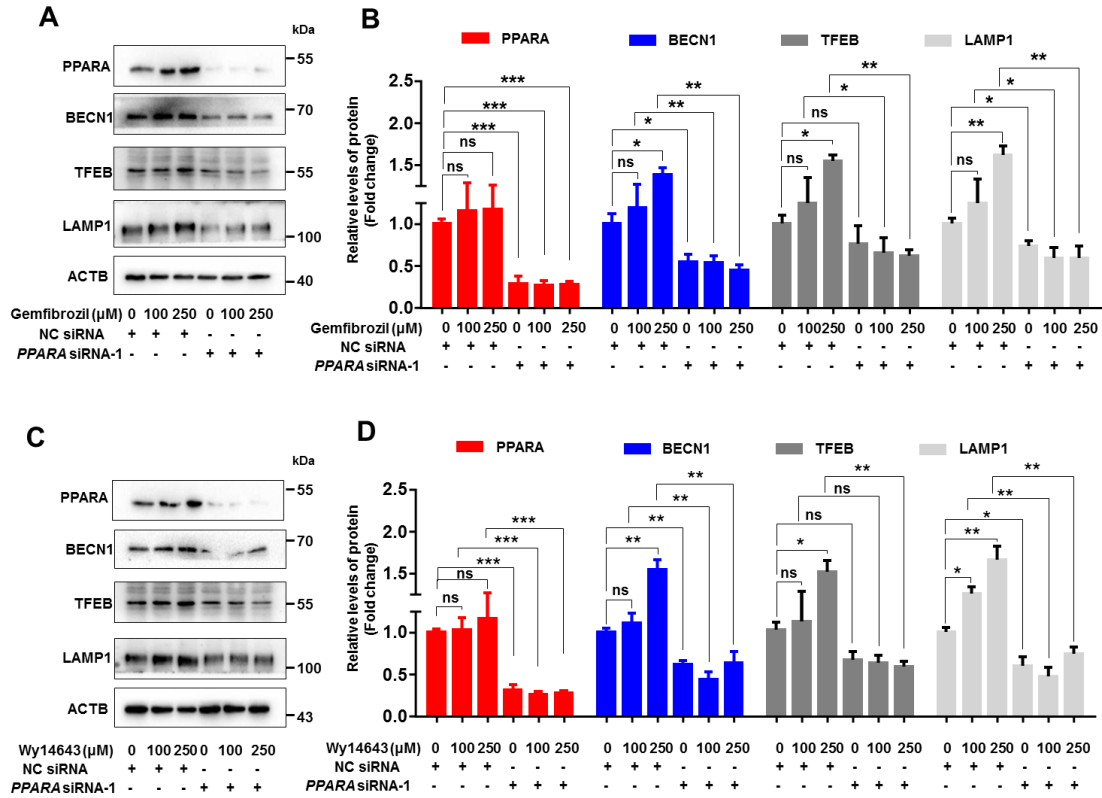 A
kDa
PPARA
55
BECN1
70
TFEB
55
LAMP1
100
ACTB
40
Gemfibrozil (μM) 0 100 250 0 100 250
NC siRNA + + + - - -
PPARA siRNA-1 - - - + + +
B
PPARA BECN1 TFEB LAMP1
Relative levels of protein
(Fold change)
2.5
2.0
1.5
1.0
0.5
0.0
ns ns *** *** ***
ns * * ** **
ns * ns * **
ns ** * * **
Gemfibrozil (μM) 0 100 250 0 100 250 0 100 250 0 100 250 0 100 250 0 100 250 0 100 250 0 100 250
NC siRNA + + + - - - + + + - - - + + + - - - + + + - - -
PPARA siRNA-1 - - - + + + - - - + + + - - - + + + - - - + + +
C
kDa
PPARA
55
BECN1
70
TFEB
55
LAMP1
100
ACTB
43
Wy14643 (μM) 0 100 250 0 100 250
NC siRNA + + + - - -
PPARA siRNA-1 - - - + + +
D
PPARA BECN1 TFEB LAMP1
Relative levels of protein
(Fold change)
2.5
2.0
1.5
1.0
0.5
0.0
ns ns *** *** ***
ns ** ** ** **
ns * ns ns **
* ** * ** **
Wy14643 (μM) 0 100 250 0 100 250 0 100 250 0 100 250 0 100 250 0 100 250 0 100 250 0 100 250
NC siRNA + + + - - - + + + - - - + + + - - - + + + - - -
PPARA siRNA-1 - - - + + + - - - + + + - - - + + + - - - + + +